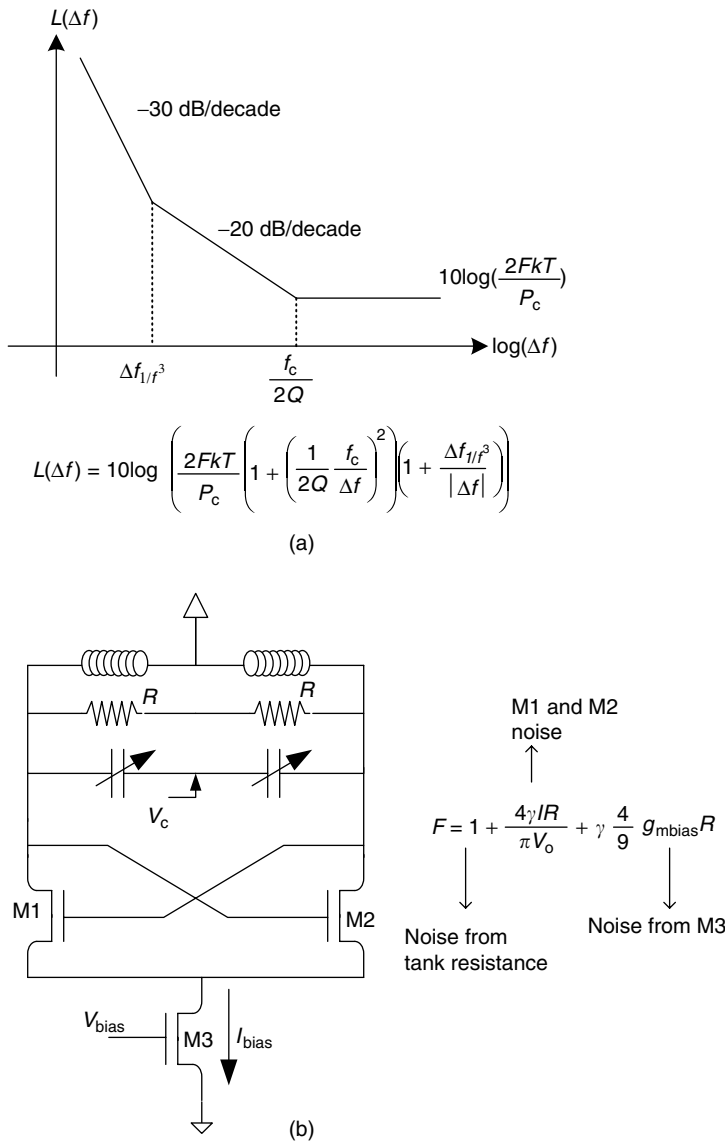 L(Δf)
−30 dB/decade
−20 dB/decade
10log(2FkT/P_c)
log(Δf)
Δf_{1/f³}
f_c/2Q
L(Δf) = 10log (2FkT/P_c (1 + (1/2Q f_c/Δf)²)(1 + Δf_{1/f³}/|Δf|))
(a)
R
R
V_c
M1
M2
V_bias
M3
I_bias
M1 and M2
noise
F = 1 + 4γIR/πV_o + γ 4/9 g_mbias R
Noise from
tank resistance
Noise from M3
(b)